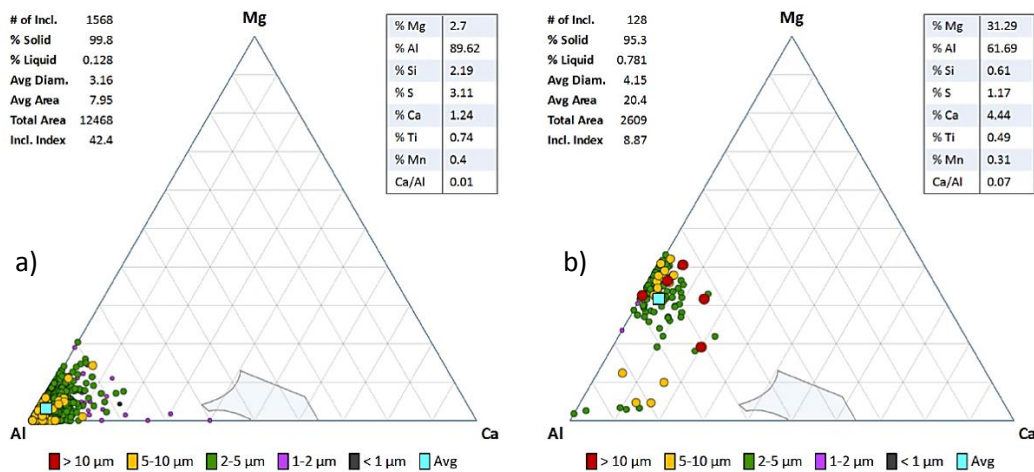 Mg
# of Incl. 1568
% Solid 99.8
% Liquid 0.128
Avg Diam. 3.16
Avg Area 7.95
Total Area 12468
Incl. Index 42.4
% Mg 2.7
% Al 89.62
% Si 2.19
% S 3.11
% Ca 1.24
% Ti 0.74
% Mn 0.4
Ca/Al 0.01
a)
Al
Ca
> 10 µm 5-10 µm 2-5 µm 1-2 µm < 1 µm Avg
Mg
# of Incl. 128
% Solid 95.3
% Liquid 0.781
Avg Diam. 4.15
Avg Area 20.4
Total Area 2609
Incl. Index 8.87
% Mg 31.29
% Al 61.69
% Si 0.61
% S 1.17
% Ca 4.44
% Ti 0.49
% Mn 0.31
Ca/Al 0.07
b)
Al
Ca
> 10 µm 5-10 µm 2-5 µm 1-2 µm < 1 µm Avg